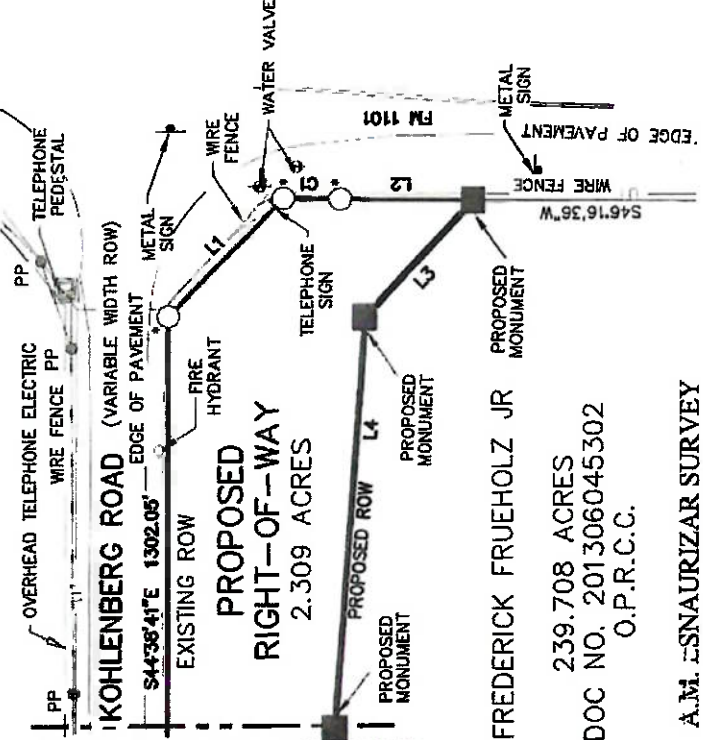 WATER VALVE
TELEPHONE
PEDESTAL
PP
METAL
SIGN
WIRE
FENCE
FM 1101
METAL
SIGN
EDGE OF PAVEMENT
OVERHEAD TELEPHONE ELECTRIC
WIRE FENCE
PP
KOHLENBERG ROAD (VARIABLE WIDTH ROW)
EDGE OF PAVEMENT
S44°38'41"E 1302.05'
EXISTING ROW
FIRE
HYDRANT
L1
C1
L2
WIRE FENCE
S46°16'36"W
TELEPHONE
SIGN
L3
PROPOSED
MONUMENT
PROPOSED
RIGHT-OF-WAY
2.309 ACRES
PROPOSED
MONUMENT
L4
PROPOSED ROW
PP
PROPOSED
MONUMENT
FREDERICK FRUEHOLZ JR
239.708 ACRES
DOC NO. 201306045302
O.P.R.C.C.
A.M. ESNAURIZAR SURVEY